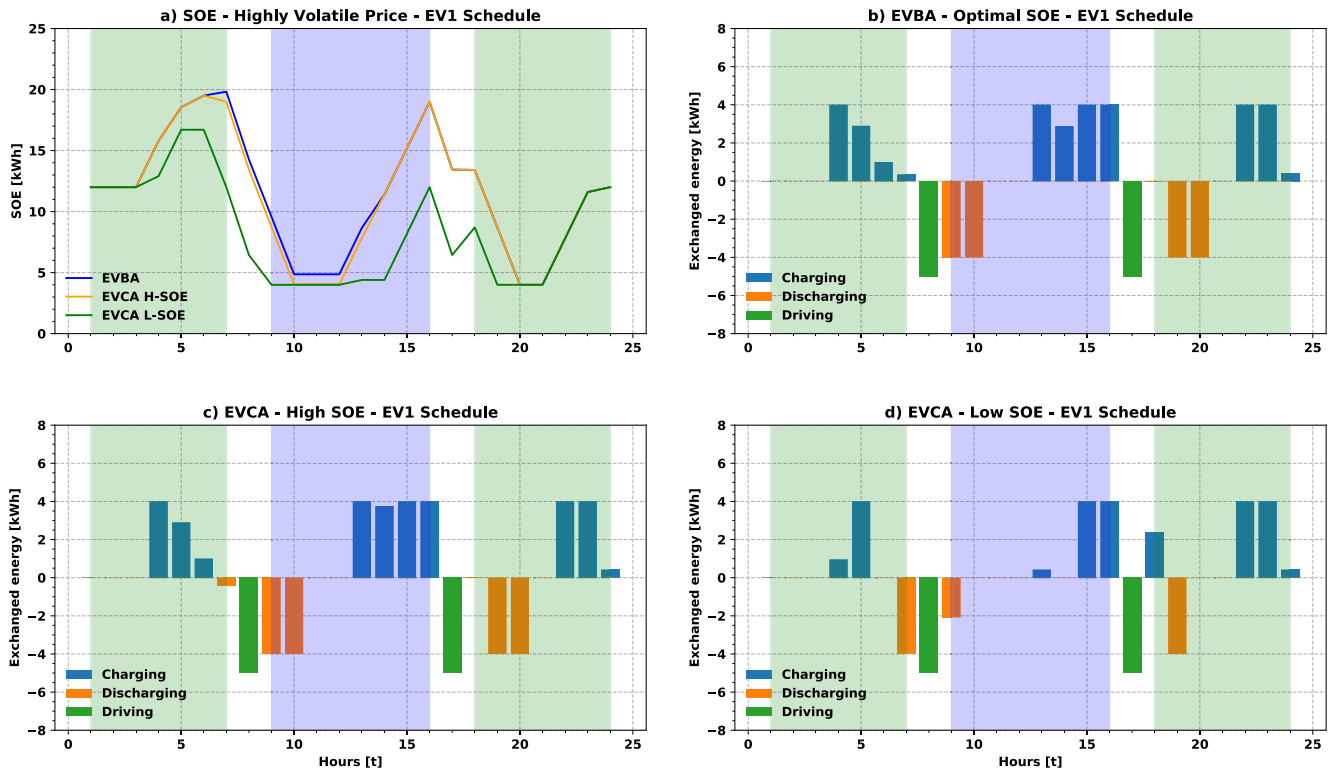 a) SOE - Highly Volatile Price - EV1 Schedule
SOE [kWh]
25
20
15
10
5
0
EVBA
EVCA H-SOE
EVCA L-SOE
0 5 10 15 20 25
b) EVBA - Optimal SOE - EV1 Schedule
Exchanged energy [kWh]
8
6
4
2
0
−2
−4
−6
−8
Charging
Discharging
Driving
0 5 10 15 20 25
c) EVCA - High SOE - EV1 Schedule
Exchanged energy [kWh]
8
6
4
2
0
−2
−4
−6
−8
Charging
Discharging
Driving
0 5 10 15 20 25
Hours [t]
d) EVCA - Low SOE - EV1 Schedule
Exchanged energy [kWh]
8
6
4
2
0
−2
−4
−6
−8
Charging
Discharging
Driving
0 5 10 15 20 25
Hours [t]